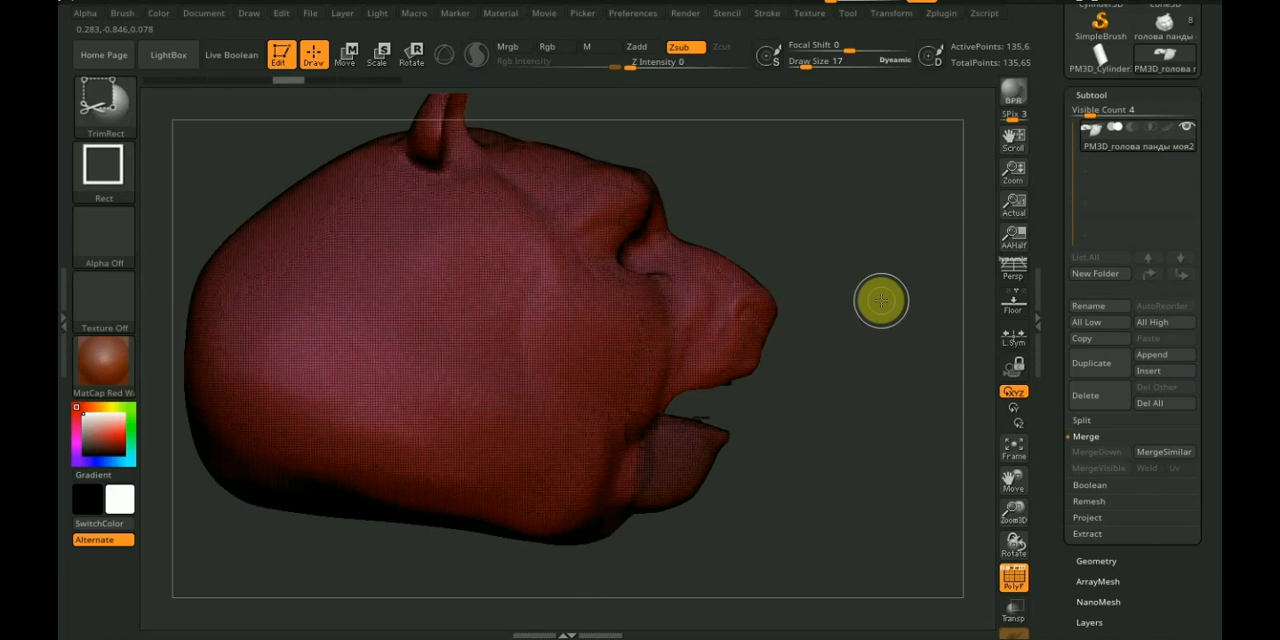 Alpha Brush Color Document Draw Edit File Layer Light Macro Marker Material Movie Picker Preferences Render Stencil Stroke Texture Tool Transform Zplugin Zscript
0.283,-0.846,0.078
Home Page
LightBox
Live Boolean
Edit
Draw
Move
Scale
Rotate
Mrgb Rgb M
Rgb Intensity
Zadd Zsub Zcut
Z Intensity 0
S
Focal Shift 0
Draw Size 17 Dynamic
D
ActivePoints: 135,6
TotalPoints: 135,65
TrimRect
Rect
Alpha Off
Texture Off
MatCap Red W
Gradient
SwitchColor
Alternate
BPR
SPix 3
Scroll
Zoom
Actual
AAHalf
Dynamic
Persp
Floor
L.Sym
XYZ
Frame
Move
Zoom3D
Rotate
PolyF
Transp
Cylinder3D Cone3D
SimpleBrush голова панды 8
PM3D_Cylinder. PM3D_голова г
Subtool
Visible Count 4
PM3D_голова панды моя2
List All
New Folder
Rename AutoReorder
All Low All High
Copy Paste
Duplicate Append
Insert
Delete Del Other
Del All
Split
Merge
MergeDown MergeSimilar
MergeVisible Weld Uv
Boolean
Remesh
Project
Extract
Geometry
ArrayMesh
NanoMesh
Layers